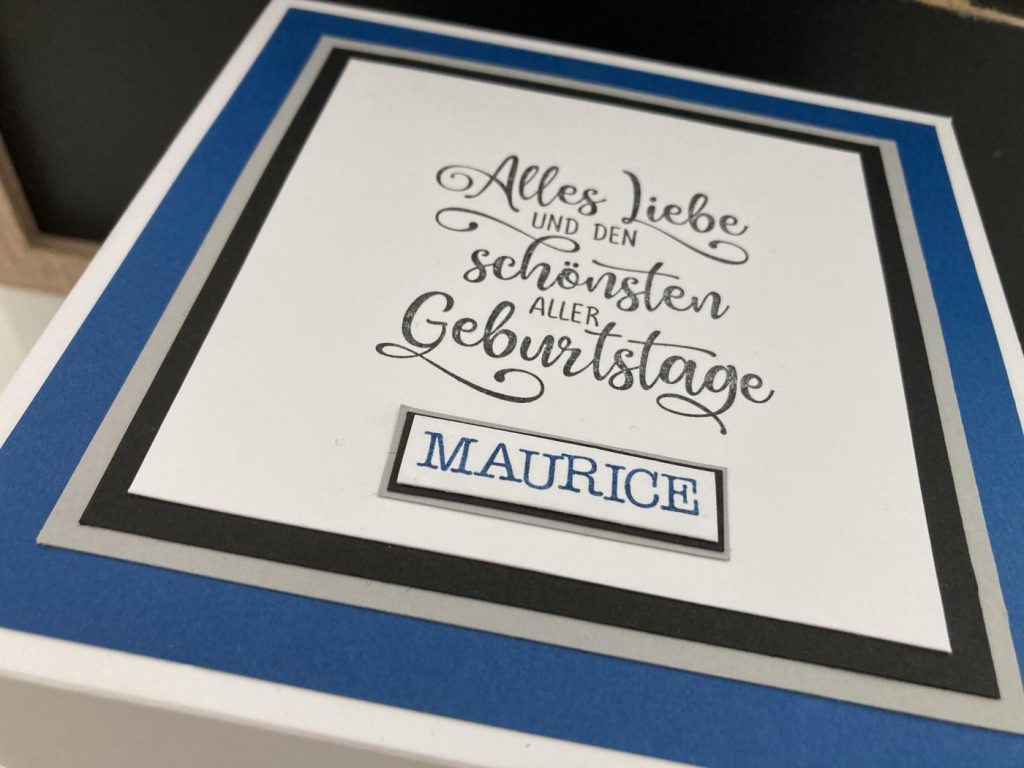 Alles Liebe
UND DEN
schönsten
ALLER
Geburtstage
MAURICE